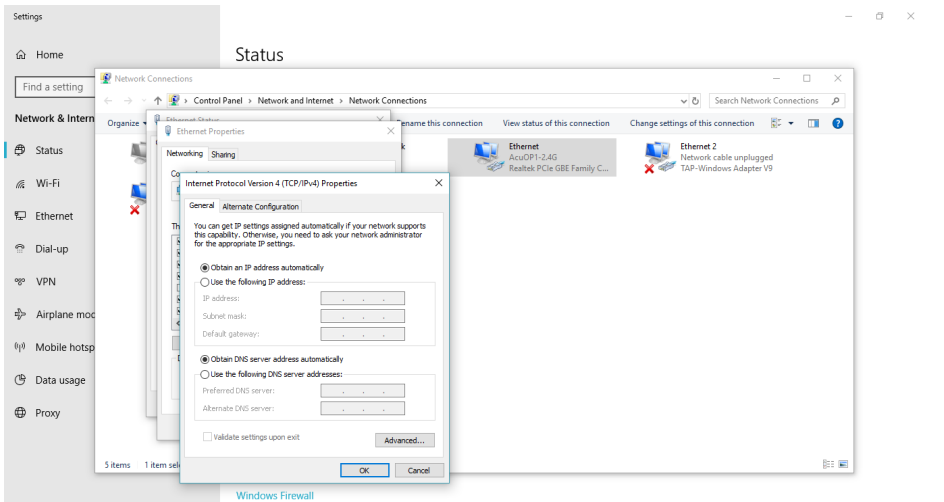 Settings
Home
Find a setting
Network & Intern
Status
Wi-Fi
Ethernet
Dial-up
VPN
Airplane mod
Mobile hotsp
Data usage
Proxy
Status
Network Connections
Control Panel > Network and Internet > Network Connections
Search Network Connections
Organize
ename this connection
View status of this connection
Change settings of this connection
Ethernet
AcuOP1-2.4G
Realtek PCIe GBE Family C...
Ethernet 2
Network cable unplugged
TAP-Windows Adapter V9
Ethernet Status
Ethernet Properties
Networking
Sharing
Co
Th
Internet Protocol Version 4 (TCP/IPv4) Properties
General
Alternate Configuration
You can get IP settings assigned automatically if your network supports
this capability. Otherwise, you need to ask your network administrator
for the appropriate IP settings.
Obtain an IP address automatically
Use the following IP address:
IP address:
Subnet mask:
Default gateway:
Obtain DNS server address automatically
Use the following DNS server addresses:
Preferred DNS server:
Alternate DNS server:
Validate settings upon exit
Advanced...
OK
Cancel
5 items
1 item sele
Windows Firewall